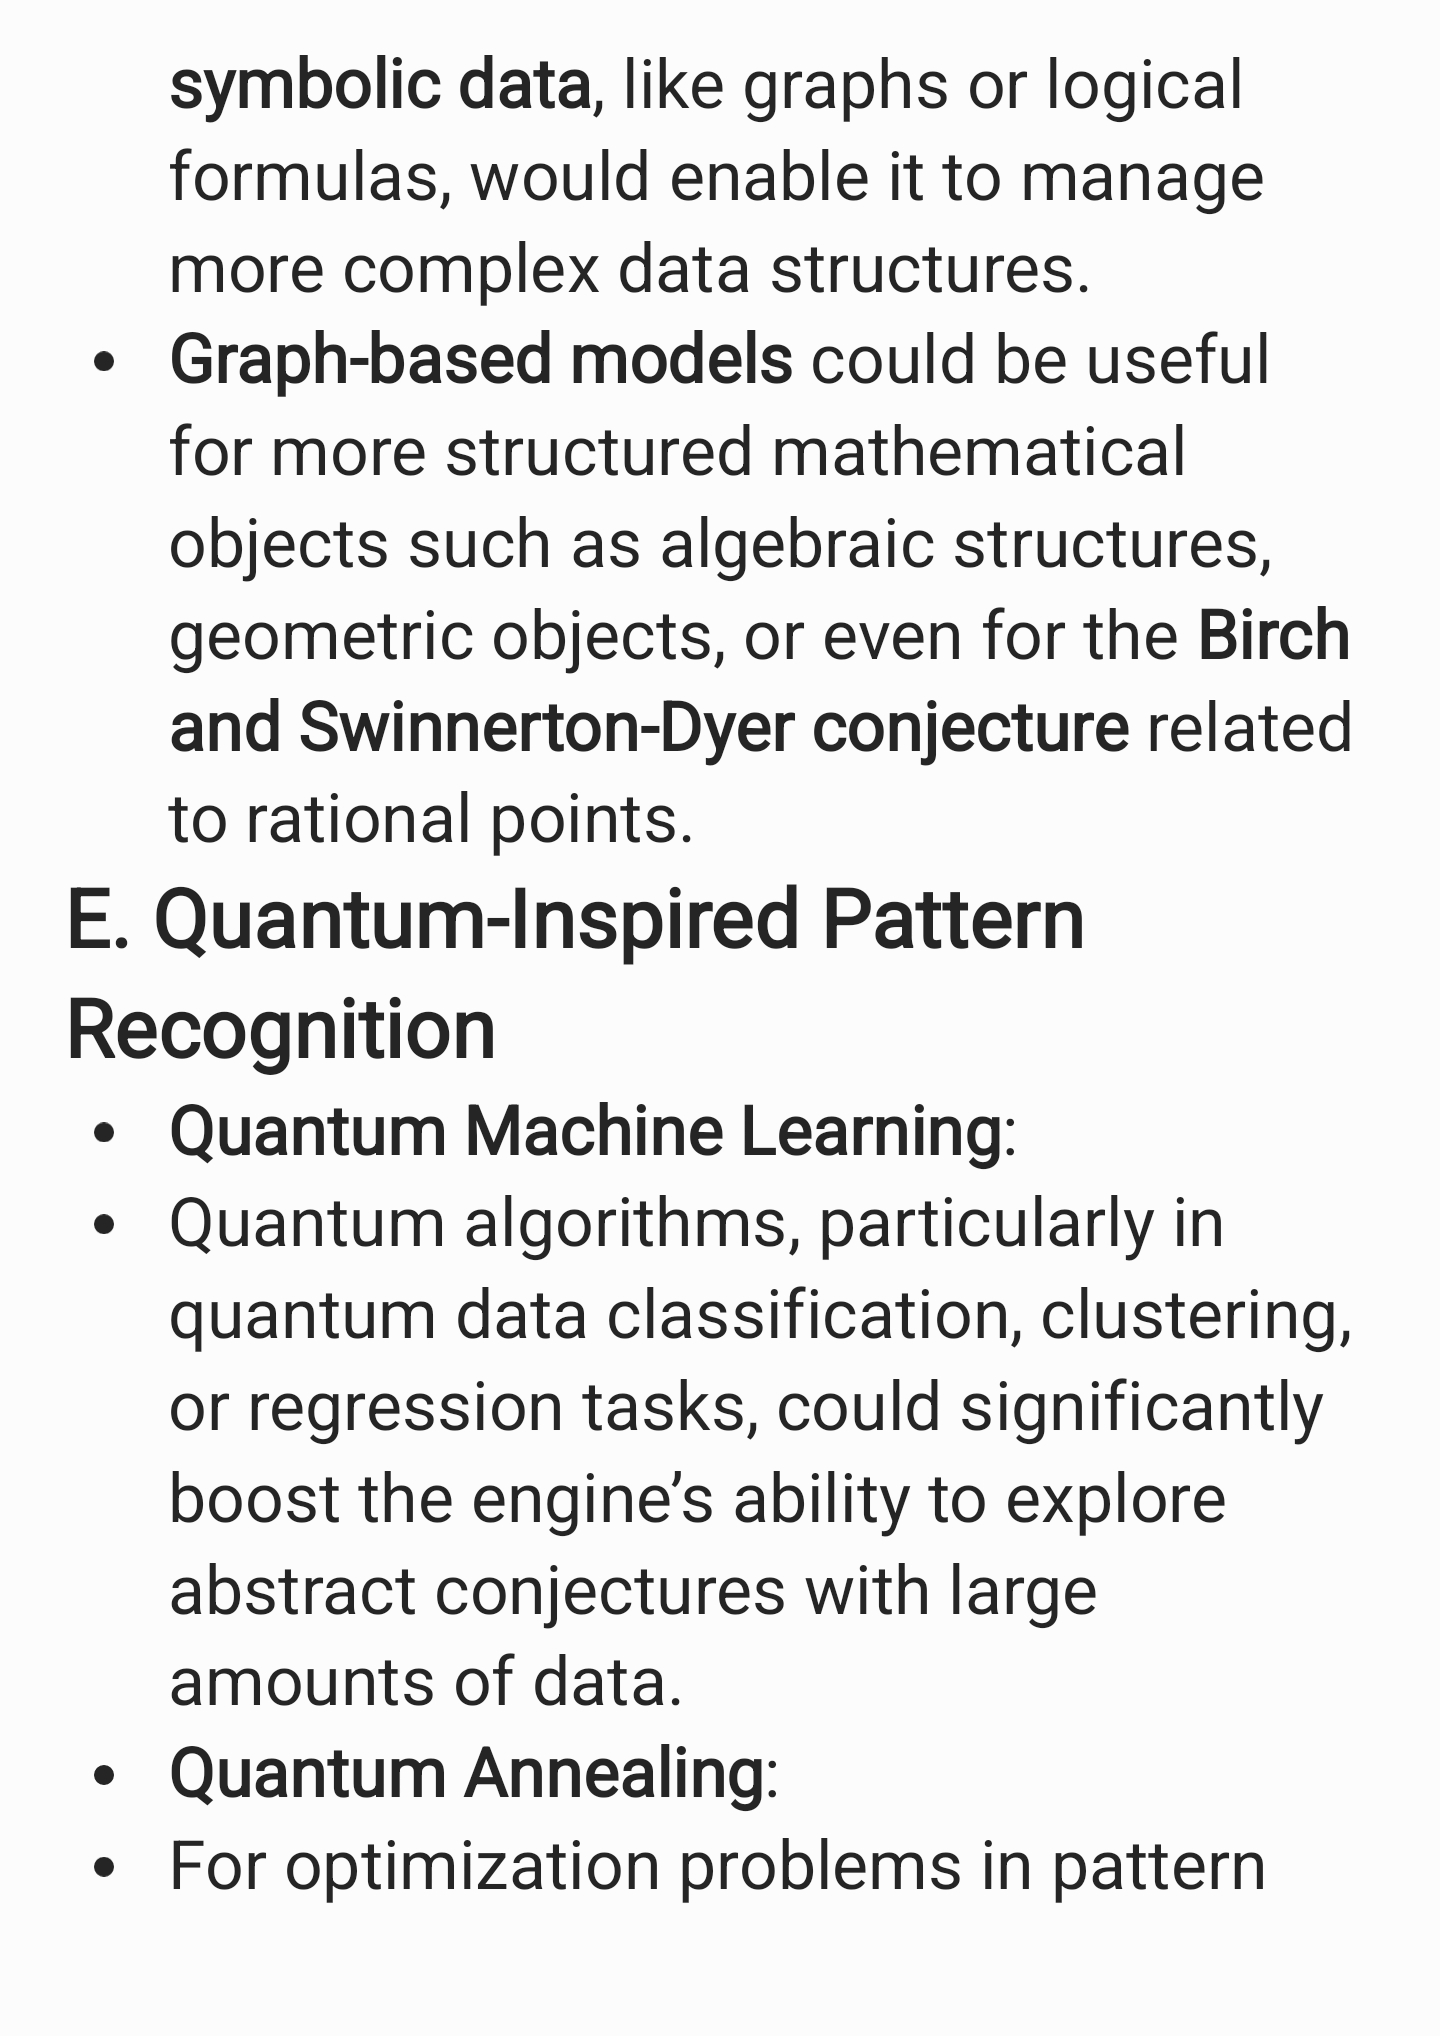 symbolic data, like graphs or logical
formulas, would enable it to manage
more complex data structures.
• Graph-based models could be useful
for more structured mathematical
objects such as algebraic structures,
geometric objects, or even for the Birch
and Swinnerton-Dyer conjecture related
to rational points.
E. Quantum-Inspired Pattern
Recognition
• Quantum Machine Learning:
• Quantum algorithms, particularly in
quantum data classification, clustering,
or regression tasks, could significantly
boost the engine’s ability to explore
abstract conjectures with large
amounts of data.
• Quantum Annealing:
• For optimization problems in pattern